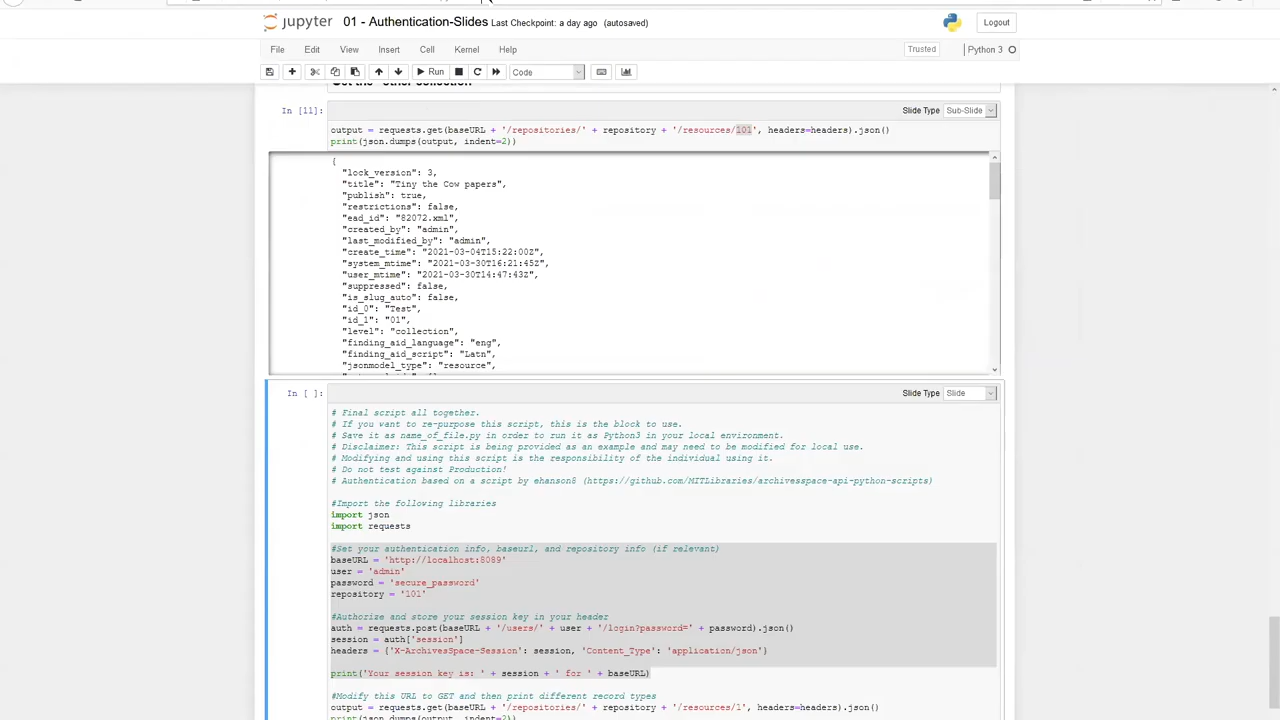 jupyter 01 - Authentication-Slides Last Checkpoint: a day ago (autosaved) Logout
File Edit View Insert Cell Kernel Help Trusted Python 3
Run Code
Get the "other collection"
In [11]: Slide Type Sub-Slide
output = requests.get(baseURL + '/repositories/' + repository + '/resources/101', headers=headers).json()
print(json.dumps(output, indent=2))
{
"lock_version": 3,
"title": "Tiny the Cow papers",
"publish": true,
"restrictions": false,
"ead_id": "82072.xml",
"created_by": "admin",
"last_modified_by": "admin",
"create_time": "2021-03-04T15:22:00Z",
"system_mtime": "2021-03-30T16:21:45Z",
"user_mtime": "2021-03-30T14:47:43Z",
"suppressed": false,
"is_slug_auto": false,
"id_0": "Test",
"id_1": "01",
"level": "collection",
"finding_aid_language": "eng",
"finding_aid_script": "Latn",
"jsonmodel_type": "resource",
In [ ]: Slide Type Slide
# Final script all together.
# If you want to re-purpose this script, this is the block to use.
# Save it as name_of_file.py in order to run it as Python3 in your local environment.
# Disclaimer: This script is being provided as an example and may need to be modified for local use.
# Modifying and using this script is the responsibility of the individual using it.
# Do not test against Production!
# Authentication based on a script by ehanson8 (https://github.com/MITLibraries/archivesspace-api-python-scripts)
#Import the following libraries
import json
import requests
#Set your authentication info, baseurl, and repository info (if relevant)
baseURL = 'http://localhost:8089'
user = 'admin'
password = 'secure_password'
repository = '101'
#Authorize and store your session key in your header
auth = requests.post(baseURL + '/users/' + user + '/login?password=' + password).json()
session = auth['session']
headers = {'X-ArchivesSpace-Session': session, 'Content_Type': 'application/json'}
print('Your session key is: ' + session + ' for ' + baseURL)
#Modify this URL to GET and then print different record types
output = requests.get(baseURL + '/repositories/' + repository + '/resources/1', headers=headers).json()
print(json.dumps(output, indent=2))